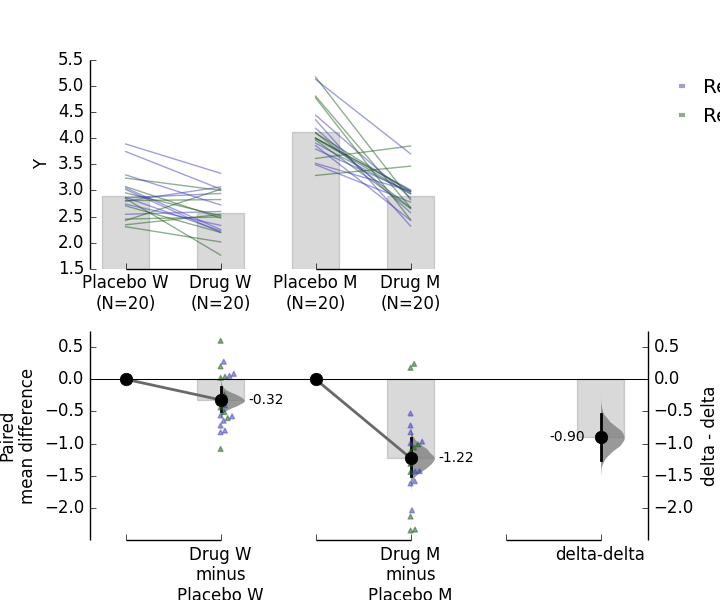 5.5
5.0
4.5
4.0
3.5
3.0
2.5
2.0
1.5
Y
Re
Re
Placebo W
(N=20)
Drug W
(N=20)
Placebo M
(N=20)
Drug M
(N=20)
0.5
0.0
−0.5
−1.0
−1.5
−2.0
Paired
mean difference
-0.32
-1.22
-0.90
0.5
0.0
−0.5
−1.0
−1.5
−2.0
delta - delta
Drug W
minus
Placebo W
Drug M
minus
Placebo M
delta-delta